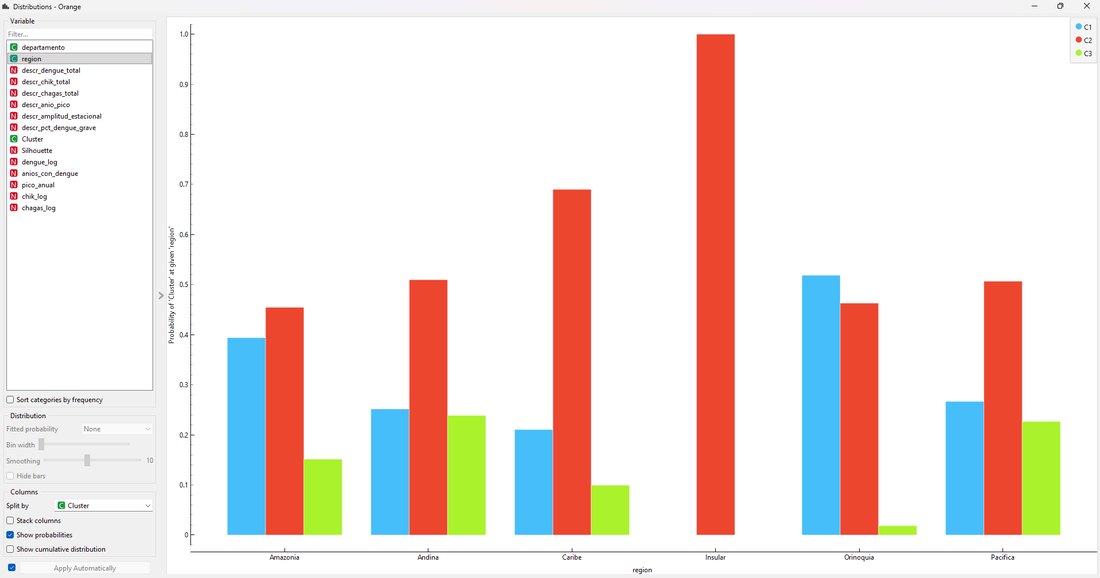 Distributions - Orange
Variable
Filter...
C departamento
C region
N descr_dengue_total
N descr_chik_total
N descr_chagas_total
N descr_anio_pico
N descr_amplitud_estacional
N descr_pct_dengue_grave
C Cluster
N Silhouette
N dengue_log
N anios_con_dengue
N pico_anual
N chik_log
N chagas_log
Sort categories by frequency
Distribution
Fitted probability None
Bin width
Smoothing 10
Hide bars
Columns
Split by C Cluster
Stack columns
Show probabilities
Show cumulative distribution
Apply Automatically
Probability of 'Cluster' at given 'region'
1.0
0.9
0.8
0.7
0.6
0.5
0.4
0.3
0.2
0.1
0
Amazonia Andina Caribe Insular Orinoquia Pacifica
region
C1
C2
C3